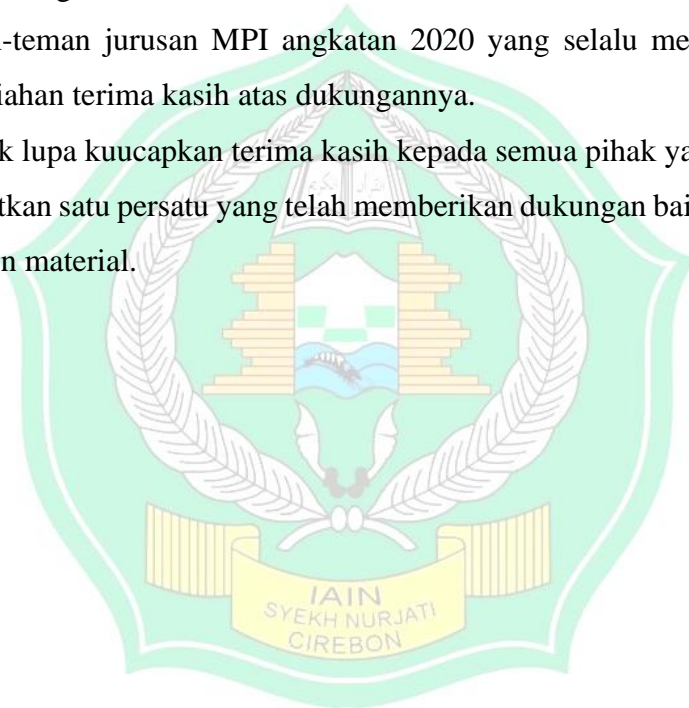 -teman jurusan MPI angkatan 2020 yang selalu me
iahan terima kasih atas dukungannya.
k lupa kuucapkan terima kasih kepada semua pihak ya
tkan satu persatu yang telah memberikan dukungan bai
n material.
IAIN
SYEKH NURJATI
CIREBON